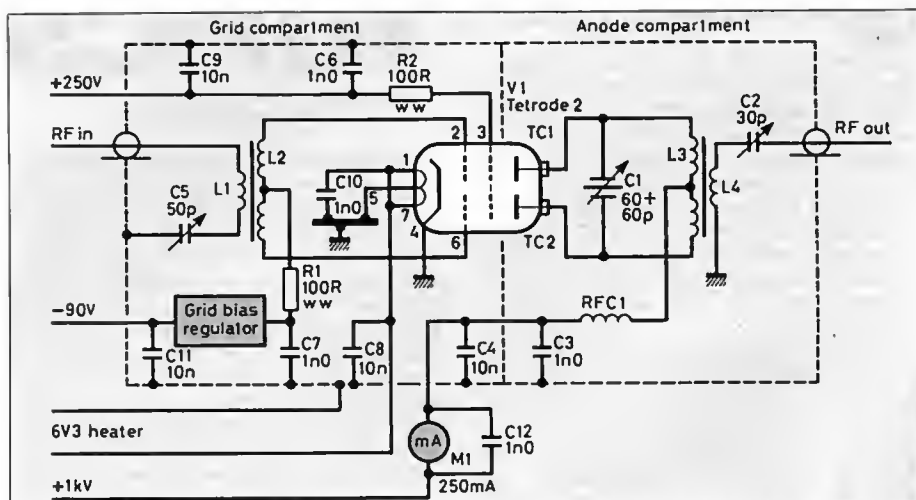 Grid compartment
Anode compartment
C9
10n
C6
1n0
R2
100R
ww
+250V
V1
Tetrode 2
RF in
2
3
TC1
C2
30p
RF out
L1
L2
1
C10
1n0
5
7
4
6
C1
60+
60p
L3
L4
C5
50p
TC2
R1
100R
ww
RFC1
-90V
Grid bias
regulator
C11
10n
C7
1n0
C8
10n
C4
10n
C3
1n0
6V3 heater
mA
M1
C12
1n0
+1kV
250mA